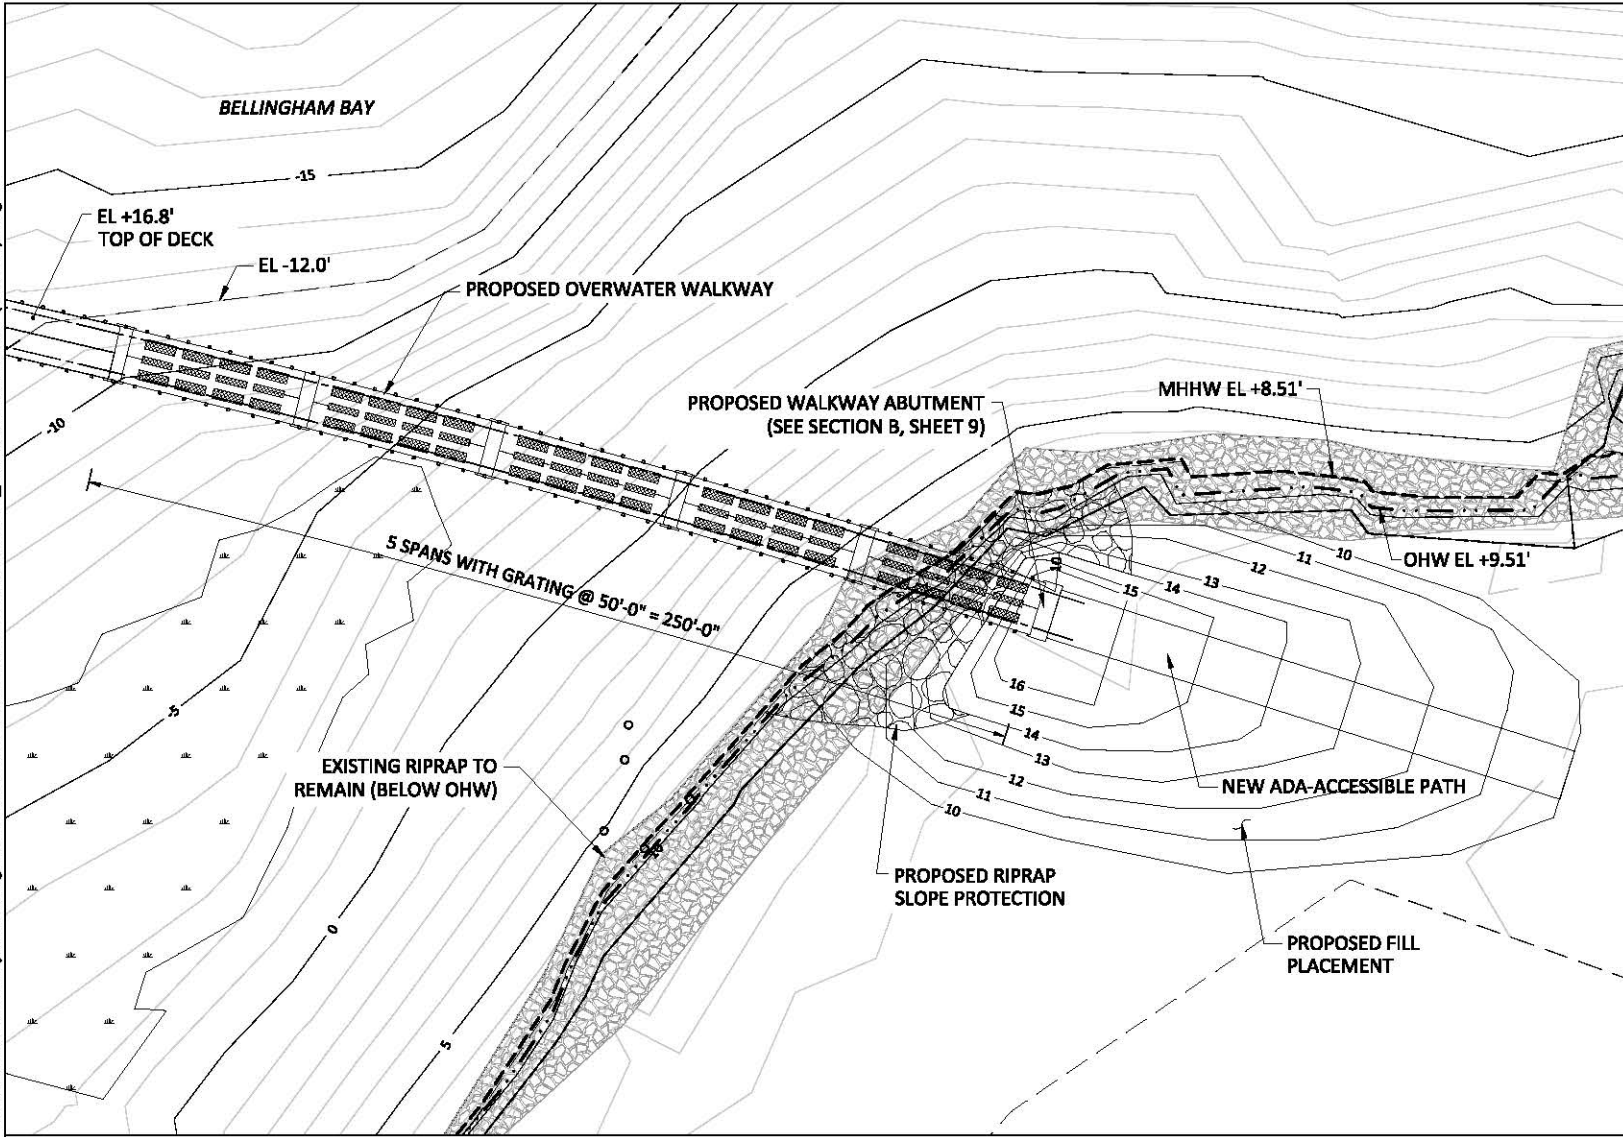 BELLINGHAM BAY
-15
EL +16.8'
TOP OF DECK
EL -12.0'
PROPOSED OVERWATER WALKWAY
-10
PROPOSED WALKWAY ABUTMENT
(SEE SECTION B, SHEET 9)
MHHW EL +8.51'
OHW EL +9.51'
5 SPANS WITH GRATING @ 50'-0" = 250'-0"
10
15
14
13
12
11
10
-5
16
15
14
13
12
11
10
EXISTING RIPRAP TO
REMAIN (BELOW OHW)
NEW ADA-ACCESSIBLE PATH
PROPOSED RIPRAP
SLOPE PROTECTION
0
PROPOSED FILL
PLACEMENT
5